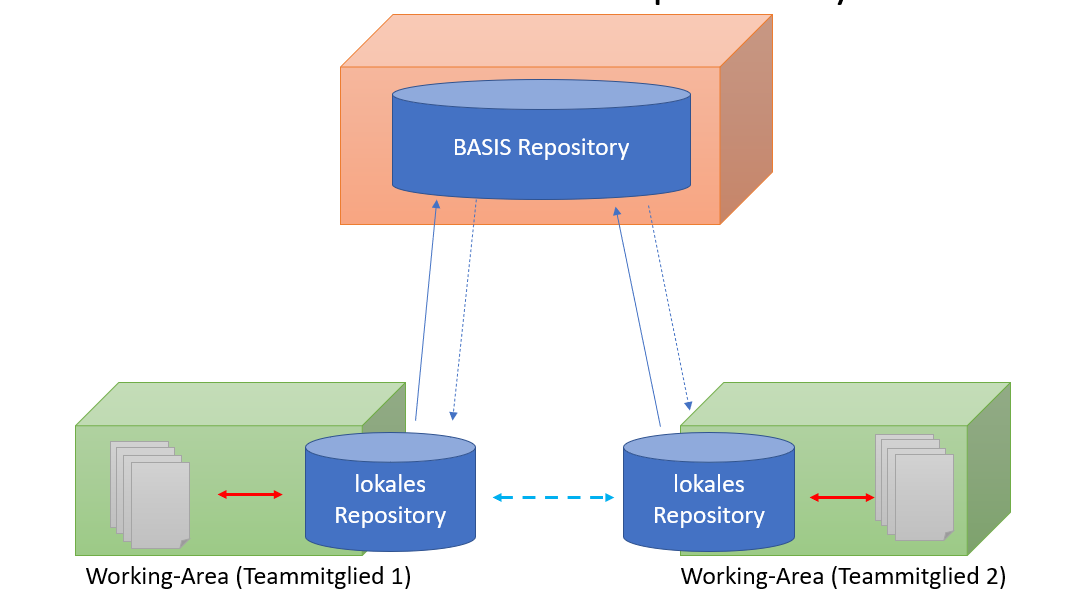 BASIS Repository
lokales
Repository
lokales
Repository
Working-Area (Teammitglied 1)
Working-Area (Teammitglied 2)